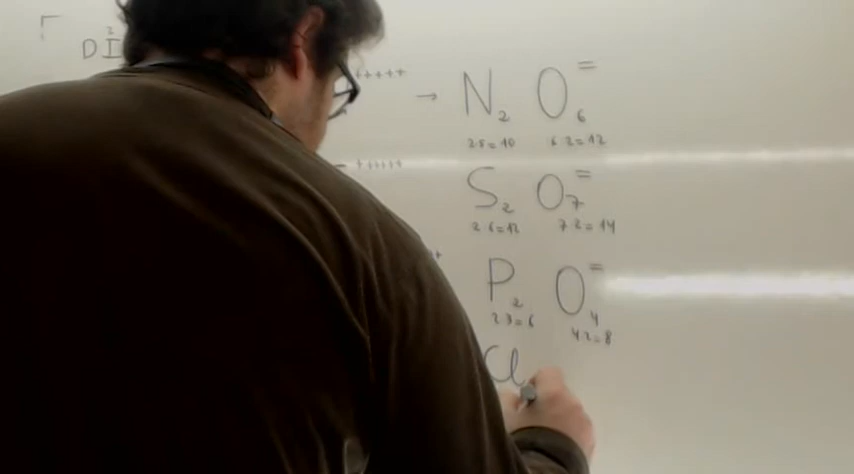 +++++ → N₂ O₆⁼
2 5 = 10 6 2 = 12
+++++ S₂ O₇⁼
2 6 = 12 7 2 = 14
+ P₂ O₄⁼
2 3 = 6 4 2 = 8
Cl